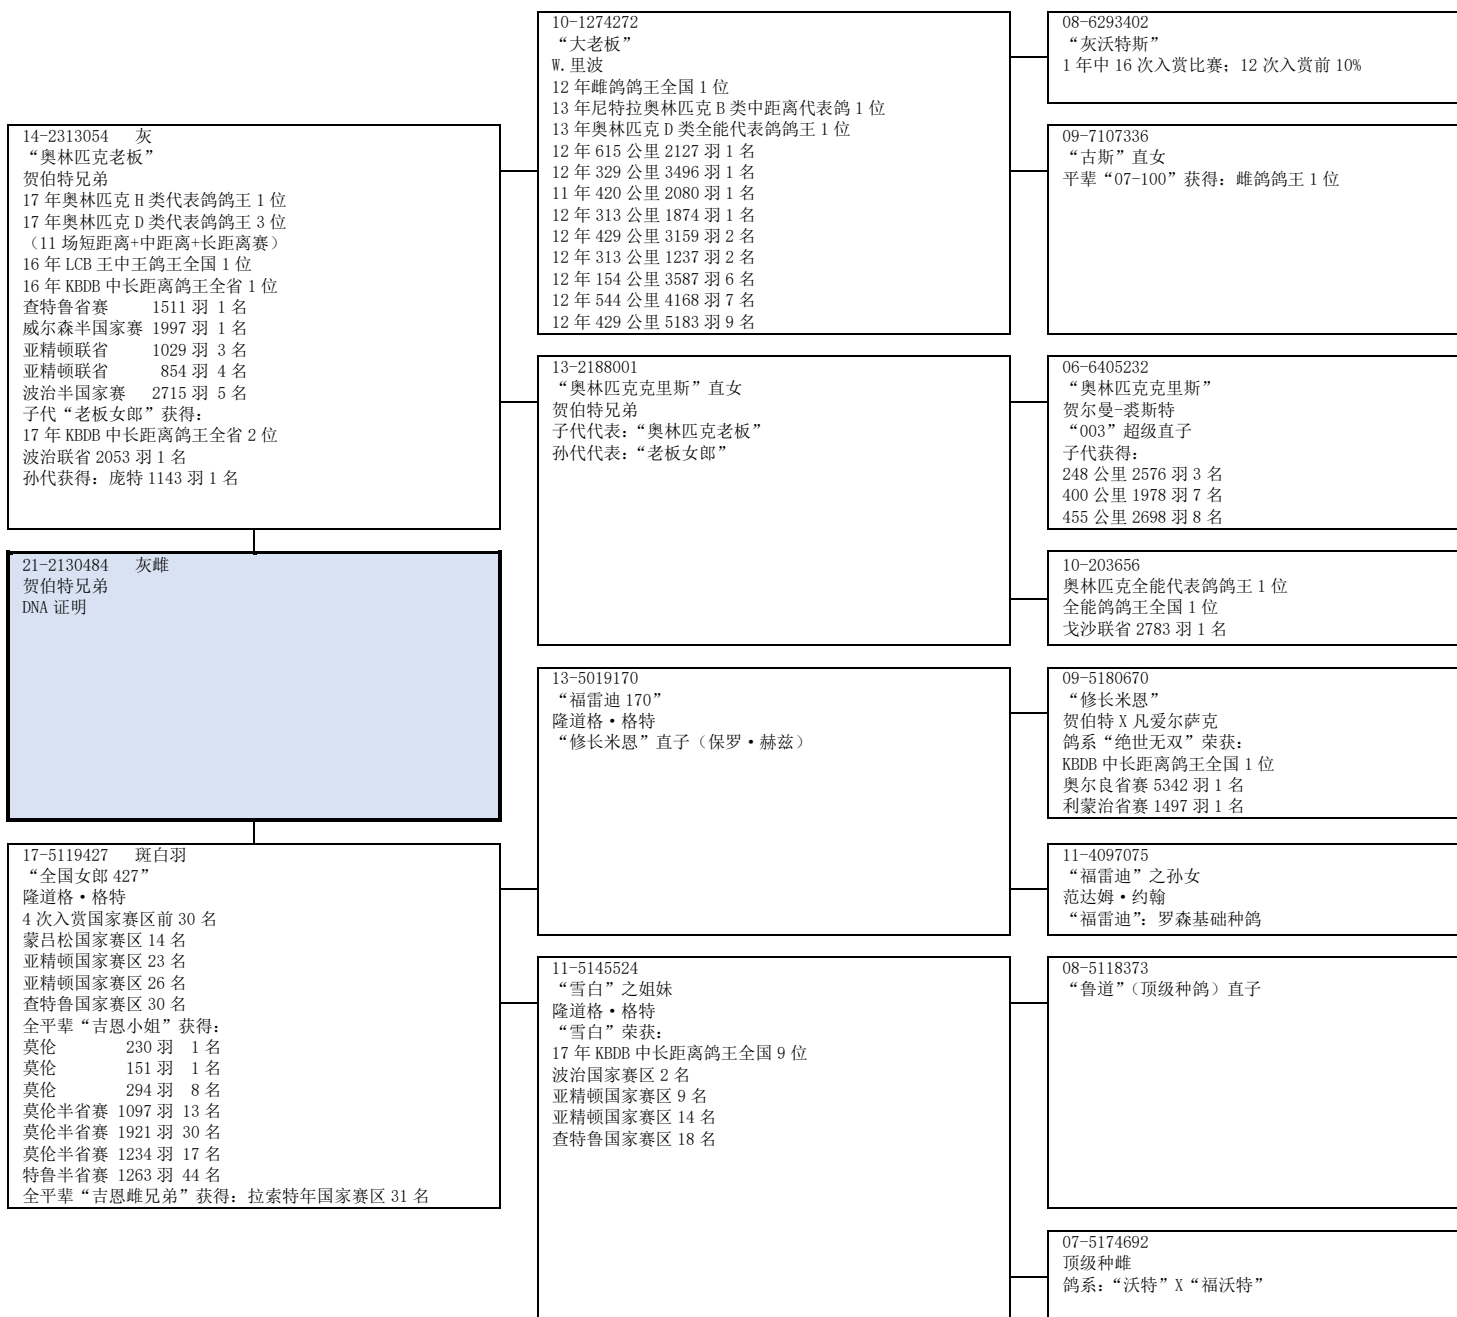 14-2313054 灰
“奥林匹克老板”
贺伯特兄弟
17 年奥林匹克 H 类代表鸽鸽王 1 位
17 年奥林匹克 D 类代表鸽鸽王 3 位
（11 场短距离+中距离+长距离赛）
16 年 LCB 王中王鸽王全国 1 位
16 年 KBDB 中长距离鸽王全省 1 位
查特鲁省赛 1511 羽 1 名
威尔森半国家赛 1997 羽 1 名
亚精顿联省 1029 羽 3 名
亚精顿联省 854 羽 4 名
波治半国家赛 2715 羽 5 名
子代“老板女郎”获得：
17 年 KBDB 中长距离鸽王全省 2 位
波治联省 2053 羽 1 名
孙代获得：庞特 1143 羽 1 名
21-2130484 灰雌
贺伯特兄弟
DNA 证明
17-5119427 斑白羽
“全国女郎 427”
隆道格·格特
4 次入赏国家赛区前 30 名
蒙吕松国家赛区 14 名
亚精顿国家赛区 23 名
亚精顿国家赛区 26 名
查特鲁国家赛区 30 名
全平辈“吉恩小姐”获得：
莫伦 230 羽 1 名
莫伦 151 羽 1 名
莫伦 294 羽 8 名
莫伦半省赛 1097 羽 13 名
莫伦半省赛 1921 羽 30 名
莫伦半省赛 1234 羽 17 名
特鲁半省赛 1263 羽 44 名
全平辈“吉恩雌兄弟”获得：拉索特年国家赛区 31 名
10-1274272
“大老板”
W.里波
12 年雌鸽鸽王全国 1 位
13 年尼特拉奥林匹克 B 类中距离代表鸽 1 位
13 年奥林匹克 D 类全能代表鸽鸽王 1 位
12 年 615 公里 2127 羽 1 名
12 年 329 公里 3496 羽 1 名
11 年 420 公里 2080 羽 1 名
12 年 313 公里 1874 羽 1 名
12 年 429 公里 3159 羽 2 名
12 年 313 公里 1237 羽 2 名
12 年 154 公里 3587 羽 6 名
12 年 544 公里 4168 羽 7 名
12 年 429 公里 5183 羽 9 名
13-2188001
“奥林匹克克里斯”直女
贺伯特兄弟
子代代表：“奥林匹克老板”
孙代代表：“老板女郎”
13-5019170
“福雷迪 170”
隆道格·格特
“修长米恩”直子（保罗·赫兹）
11-5145524
“雪白”之姐妹
隆道格·格特
“雪白”荣获：
17 年 KBDB 中长距离鸽王全国 9 位
波治国家赛区 2 名
亚精顿国家赛区 9 名
亚精顿国家赛区 14 名
查特鲁国家赛区 18 名
08-6293402
“灰沃特斯”
1 年中 16 次入赏比赛；12 次入赏前 10%
09-7107336
“古斯”直女
平辈“07-100”获得：雌鸽鸽王 1 位
06-6405232
“奥林匹克克里斯”
贺尔曼-裘斯特
“003”超级直子
子代获得：
248 公里 2576 羽 3 名
400 公里 1978 羽 7 名
455 公里 2698 羽 8 名
10-203656
奥林匹克全能代表鸽鸽王 1 位
全能鸽鸽王全国 1 位
戈沙联省 2783 羽 1 名
09-5180670
“修长米恩”
贺伯特 X 凡爱尔萨克
鸽系“绝世无双”荣获：
KBDB 中长距离鸽王全国 1 位
奥尔良省赛 5342 羽 1 名
利蒙治省赛 1497 羽 1 名
11-4097075
“福雷迪”之孙女
范达姆·约翰
“福雷迪”：罗森基础种鸽
08-5118373
“鲁道”（顶级种鸽）直子
07-5174692
顶级种雌
鸽系：“沃特”X“福沃特”